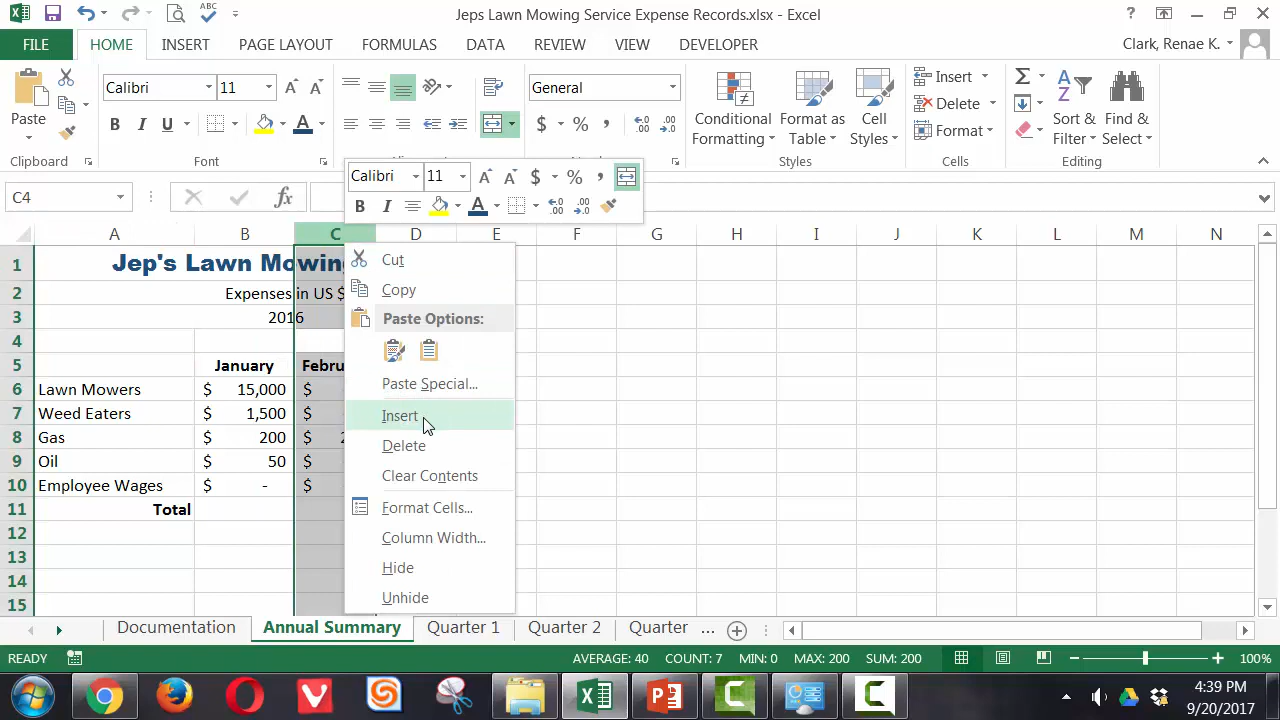 Jeps Lawn Mowing Service Expense Records.xlsx - Excel
FILE HOME INSERT PAGE LAYOUT FORMULAS DATA REVIEW VIEW DEVELOPER Clark, Renae K.
Paste
Clipboard
Calibri 11
B I U A
Font
General
$ % ,
Conditional Formatting
Format as Table
Cell Styles
Styles
Insert
Delete
Format
Cells
Sort & Filter
Find & Select
Editing
C4
fx
Calibri 11 A A $ % ,
B I A
A B C D E F G H I J K L M N
1 Jep's Lawn Mowing
2 Expenses in US $
3 2016
4
5 January Febru
6 Lawn Mowers $ 15,000 $
7 Weed Eaters $ 1,500 $
8 Gas $ 200 $ 2
9 Oil $ 50 $
10 Employee Wages $ - $
11 Total
12
13
14
15
Cut
Copy
Paste Options:
Paste Special...
Insert
Delete
Clear Contents
Format Cells...
Column Width...
Hide
Unhide
Documentation Annual Summary Quarter 1 Quarter 2 Quarter ...
READY AVERAGE: 40 COUNT: 7 MIN: 0 MAX: 200 SUM: 200 100%
4:39 PM
9/20/2017